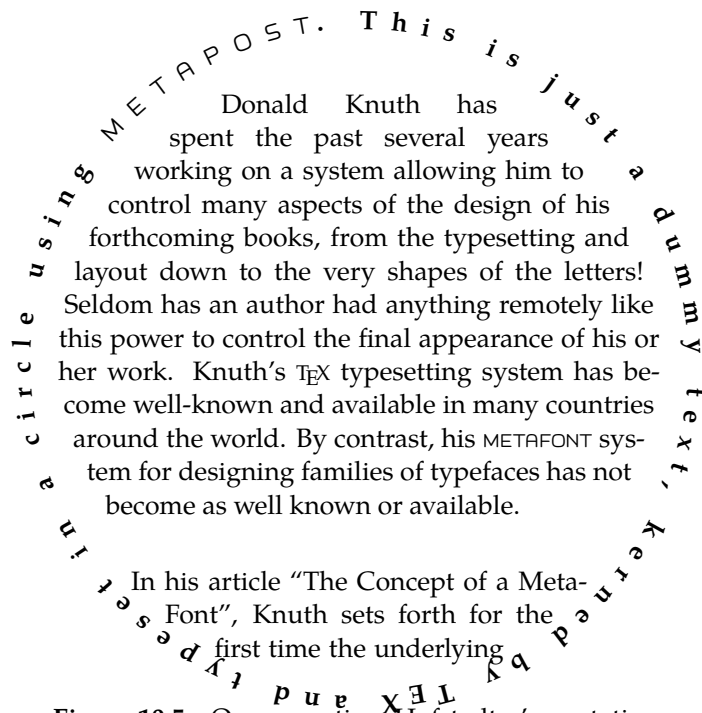 This is just a dummy text, kerned by TEX and typeset in a circle using METAPOST.
Donald Knuth has
spent the past several years
working on a system allowing him to
control many aspects of the design of his
forthcoming books, from the typesetting and
layout down to the very shapes of the letters!
Seldom has an author had anything remotely like
this power to control the final appearance of his or
her work. Knuth's TEX typesetting system has be-
come well-known and available in many countries
around the world. By contrast, his METAFONT sys-
tem for designing families of typefaces has not
become as well known or available.
In his article “The Concept of a Meta-
Font”, Knuth sets forth for the
first time the underlying